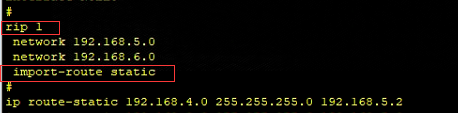 #
rip 1
network 192.168.5.0
network 192.168.6.0
import-route static
#
ip route-static 192.168.4.0 255.255.255.0 192.168.5.2